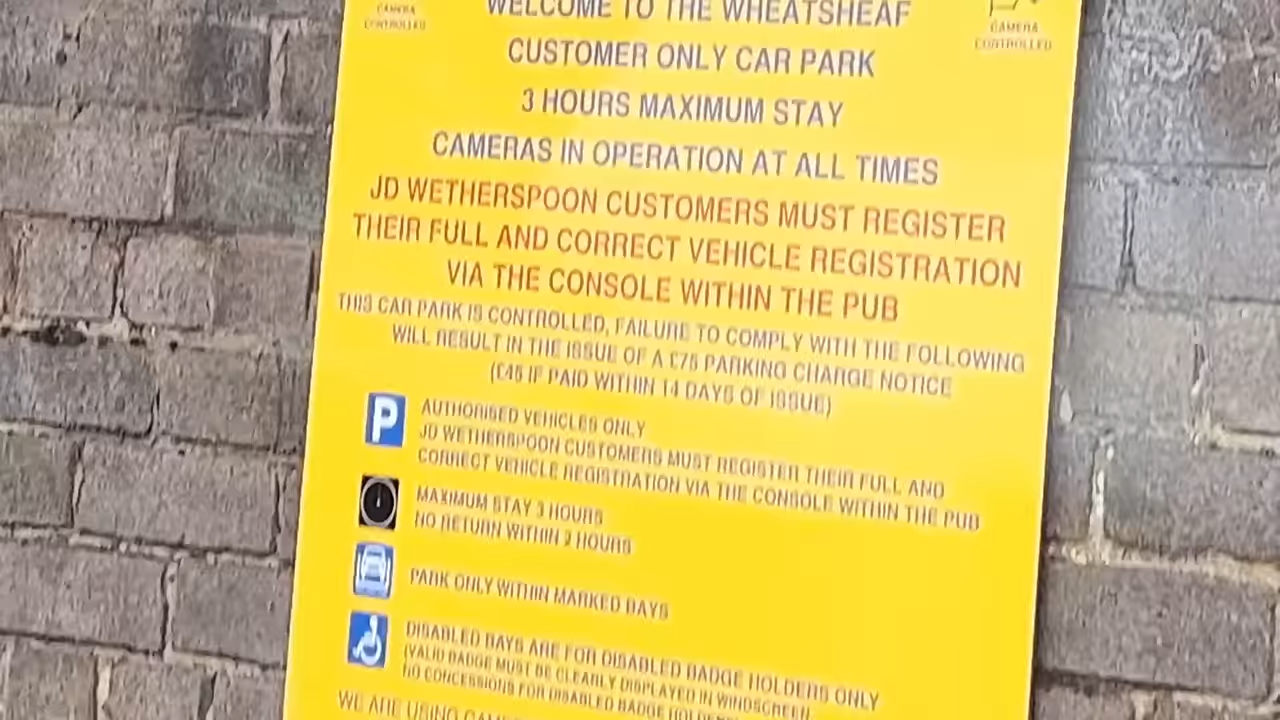 CAMERA
CONTROLLED
CAMERA
CONTROLLED
WELCOME TO THE WHEATSHEAF
CUSTOMER ONLY CAR PARK
3 HOURS MAXIMUM STAY
CAMERAS IN OPERATION AT ALL TIMES
JD WETHERSPOON CUSTOMERS MUST REGISTER
THEIR FULL AND CORRECT VEHICLE REGISTRATION
VIA THE CONSOLE WITHIN THE PUB
THIS CAR PARK IS CONTROLLED, FAILURE TO COMPLY WITH THE FOLLOWING
WILL RESULT IN THE ISSUE OF A £75 PARKING CHARGE NOTICE
(£45 IF PAID WITHIN 14 DAYS OF ISSUE)
P
AUTHORISED VEHICLES ONLY
JD WETHERSPOON CUSTOMERS MUST REGISTER THEIR FULL AND
CORRECT VEHICLE REGISTRATION VIA THE CONSOLE WITHIN THE PUB
MAXIMUM STAY 3 HOURS
NO RETURN WITHIN 2 HOURS
PARK ONLY WITHIN MARKED BAYS
DISABLED BAYS ARE FOR DISABLED BADGE HOLDERS ONLY
(VALID BADGE MUST BE CLEARLY DISPLAYED IN WINDSCREEN
NO CONCESSIONS FOR DISABLED BADGE
WE ARE USING